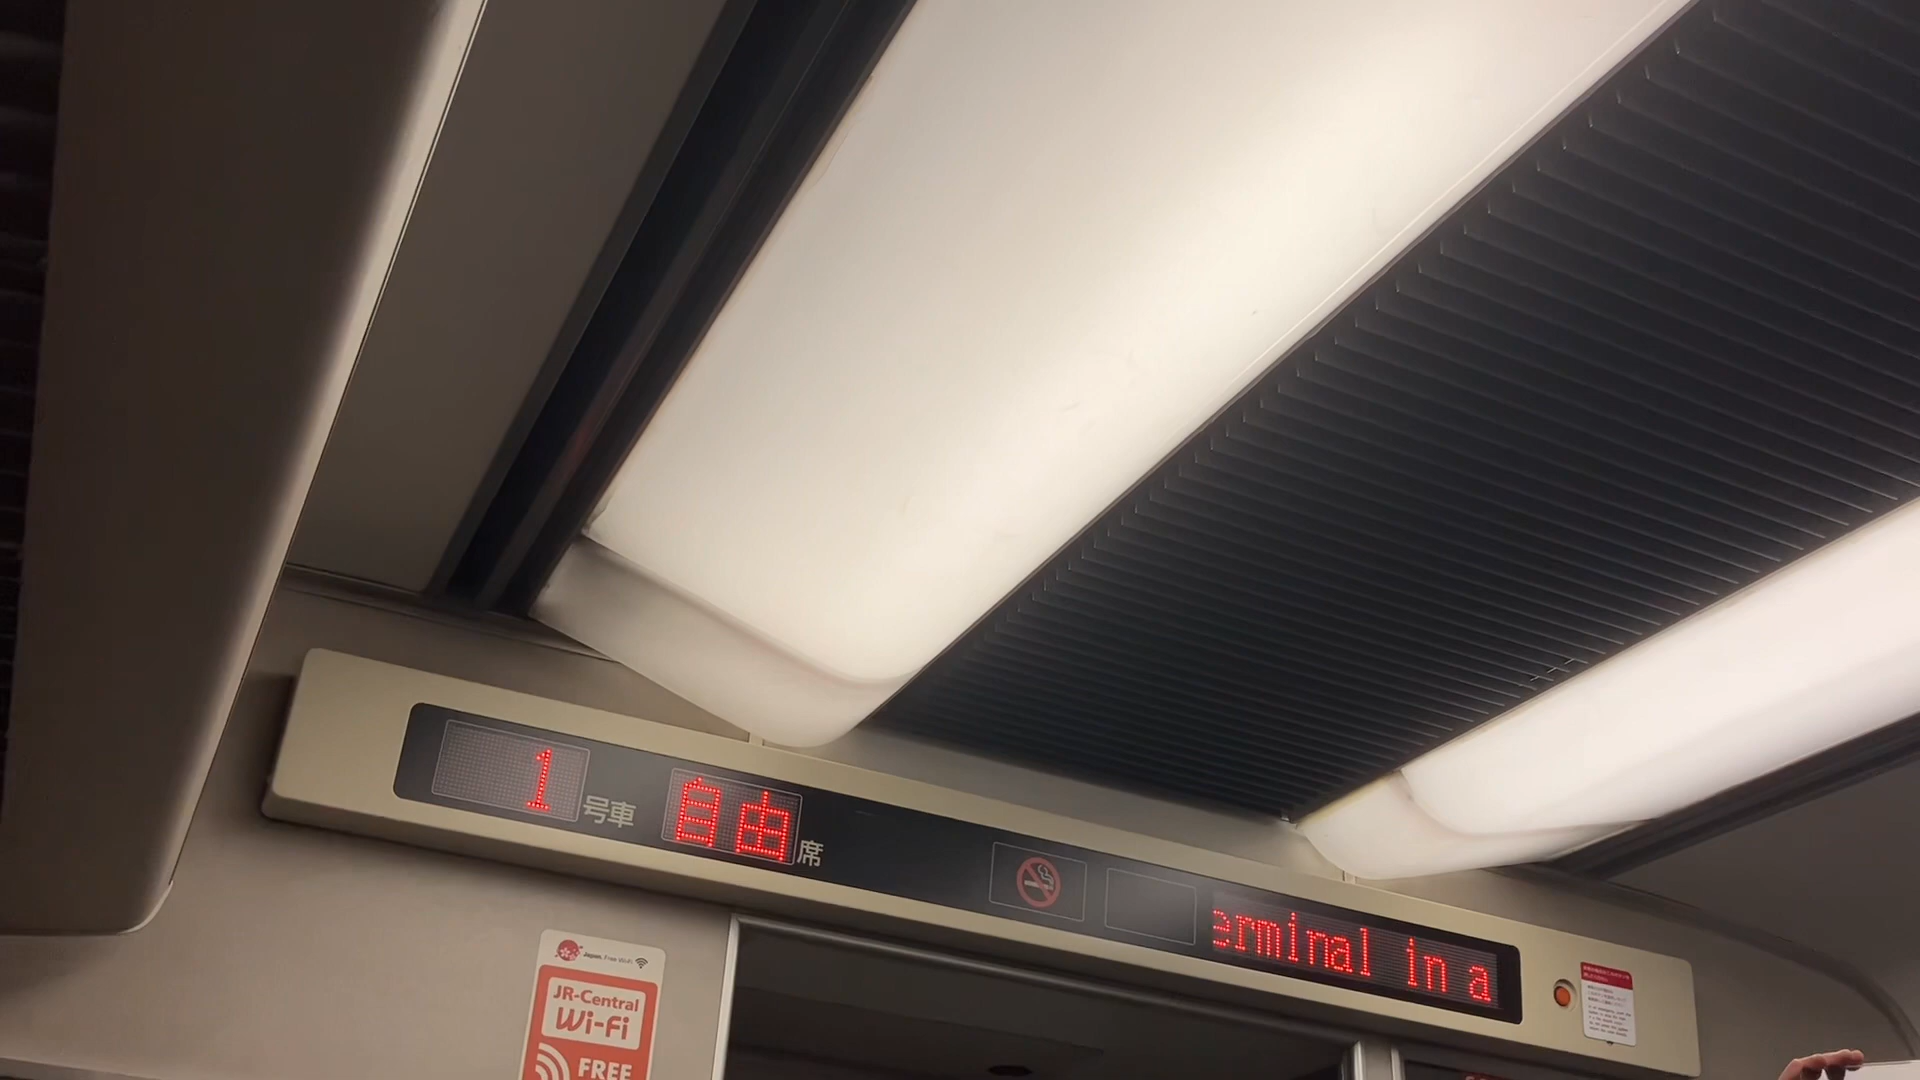 1号車 自由席
erminal in a
Japan. Free Wi-Fi
JR-Central
Wi-Fi
FREE